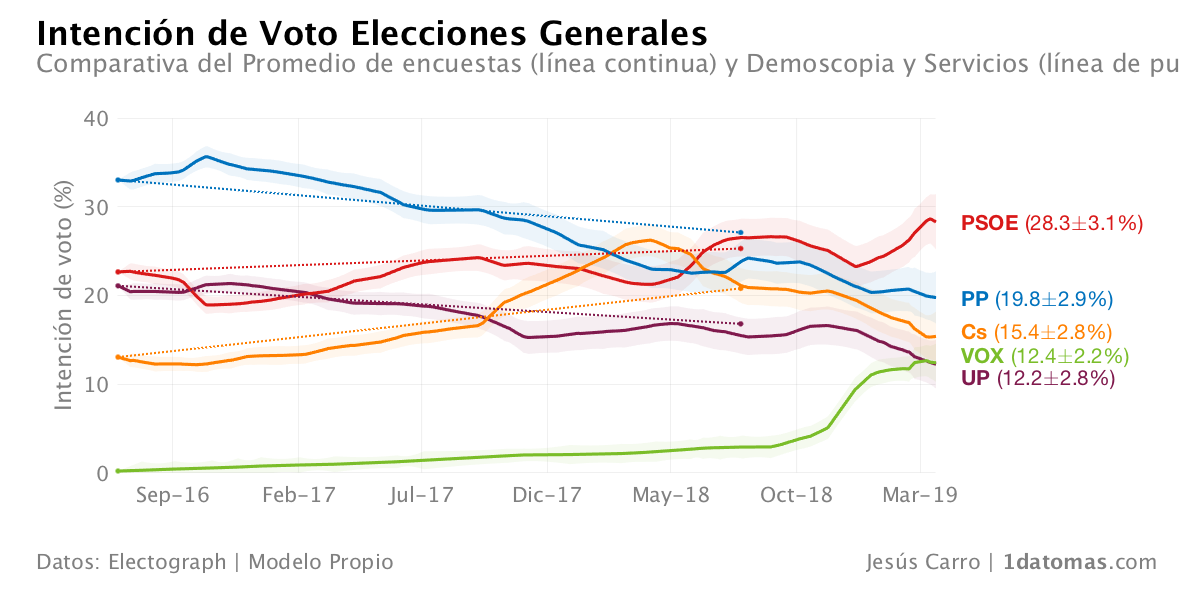 Intención de Voto Elecciones Generales
Comparativa del Promedio de encuestas (línea continua) y Demoscopia y Servicios (línea de pu
Intención de voto (%)
40
30
20
10
0
Sep-16 Feb-17 Jul-17 Dic-17 May-18 Oct-18 Mar-19
PSOE (28.3±3.1%)
PP (19.8±2.9%)
Cs (15.4±2.8%)
VOX (12.4±2.2%)
UP (12.2±2.8%)
Datos: Electograph | Modelo Propio
Jesús Carro | 1datomas.com